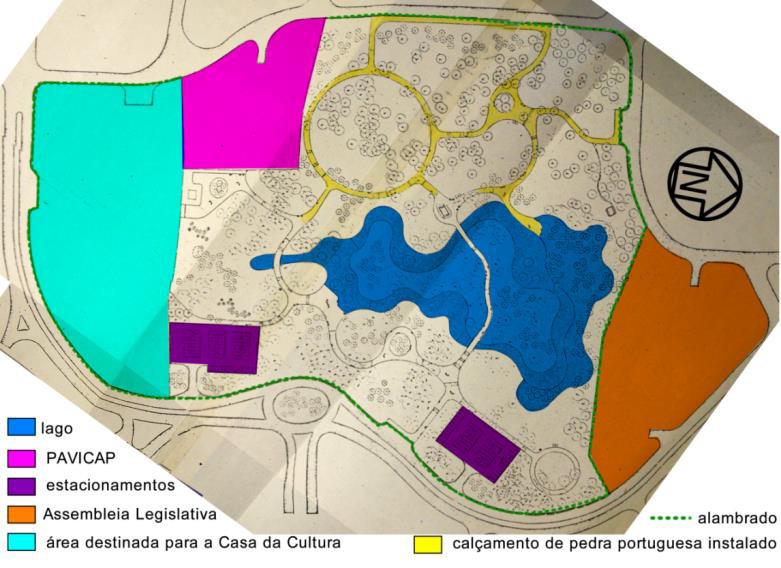 lago
PAVICAP
estacionamentos
Assembleia Legislativa
área destinada para a Casa da Cultura
alambrado
calçamento de pedra portuguesa instalado